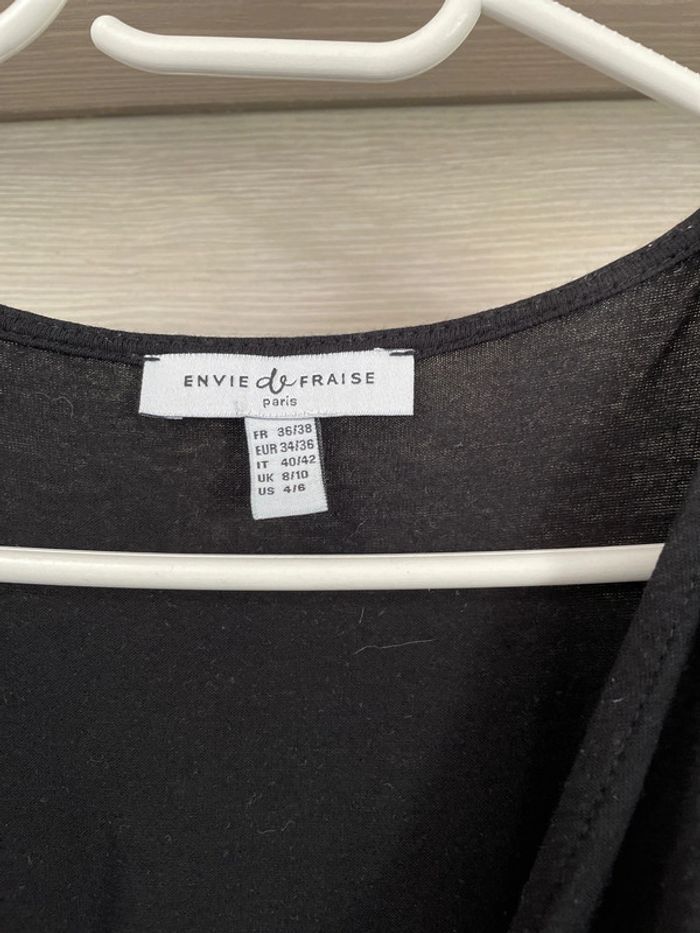 ENVIE de FRAISE
paris
FR 36/38
EUR 34/36
IT 40/42
UK 8/10
US 4/6